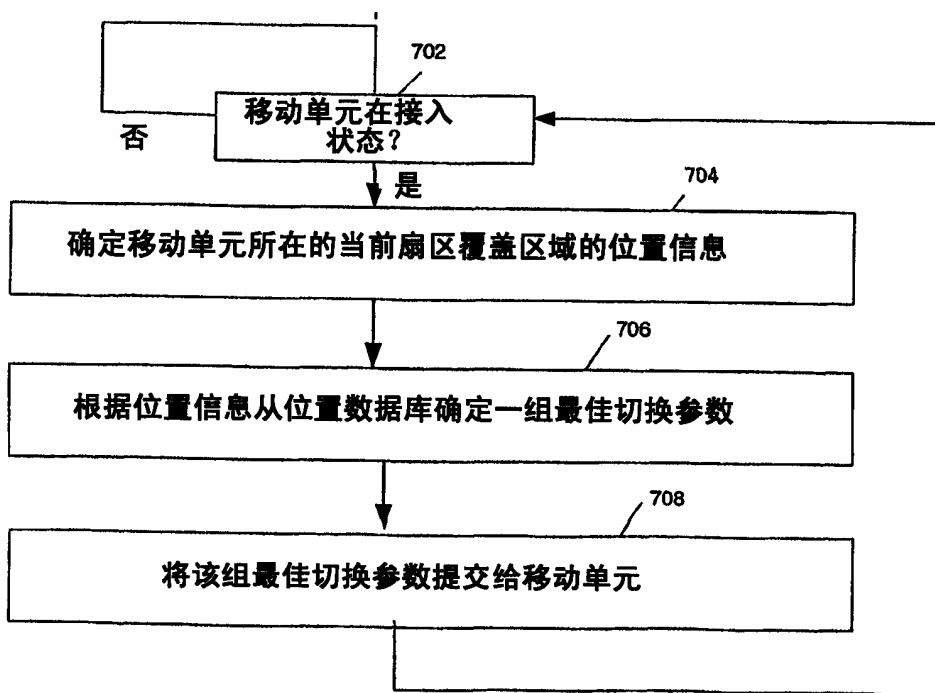 702
移动单元在接入
状态？
否
是
704
确定移动单元所在的当前扇区覆盖区域的位置信息
706
根据位置信息从位置数据库确定一组最佳切换参数
708
将该组最佳切换参数提交给移动单元